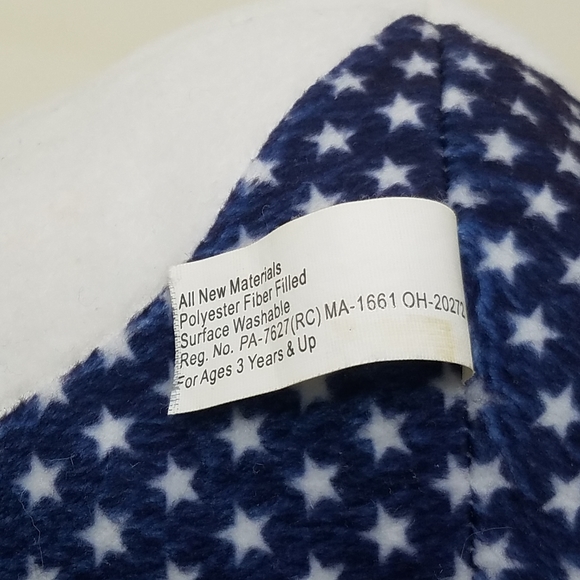 All New Materials
Polyester Fiber Filled
Surface Washable
Reg. No. PA-7627(RC) MA-1661 OH-20272
For Ages 3 Years & Up